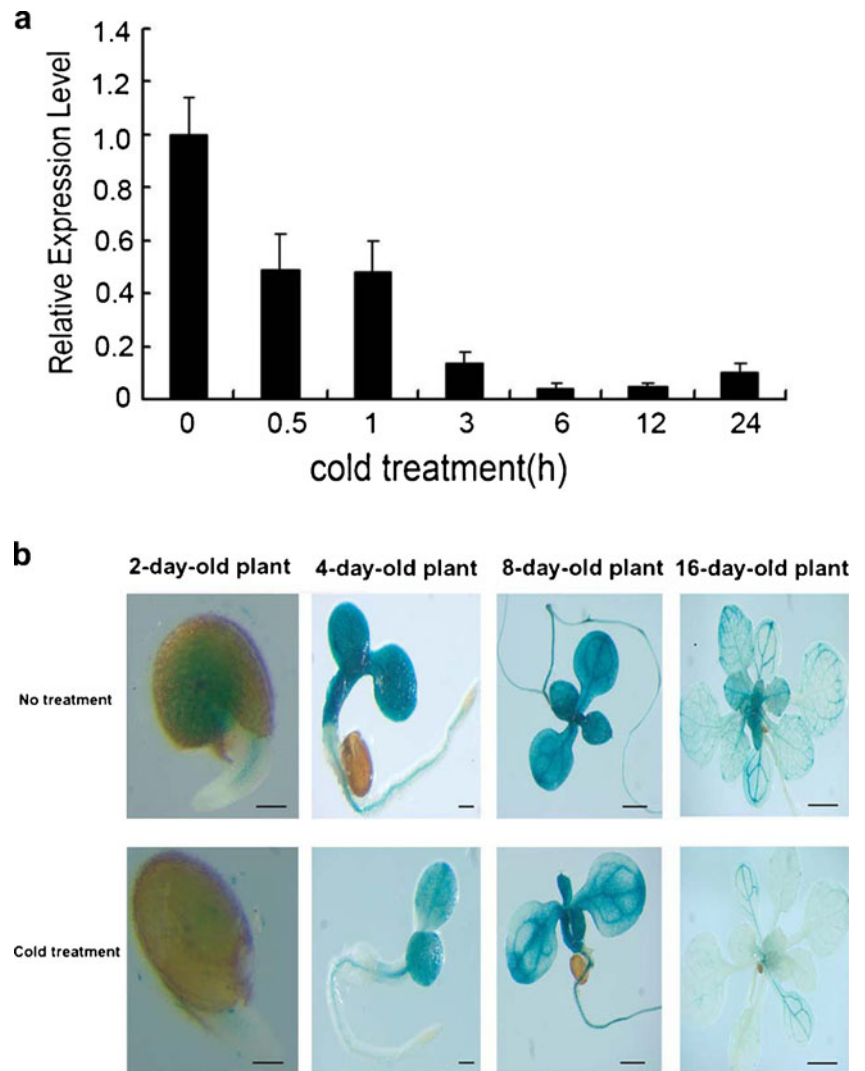 a
Relative Expression Level
1.4
1.2
1.0
0.8
0.6
0.4
0.2
0
0 0.5 1 3 6 12 24
cold treatment(h)
b
2-day-old plant 4-day-old plant 8-day-old plant 16-day-old plant
No treatment
Cold treatment